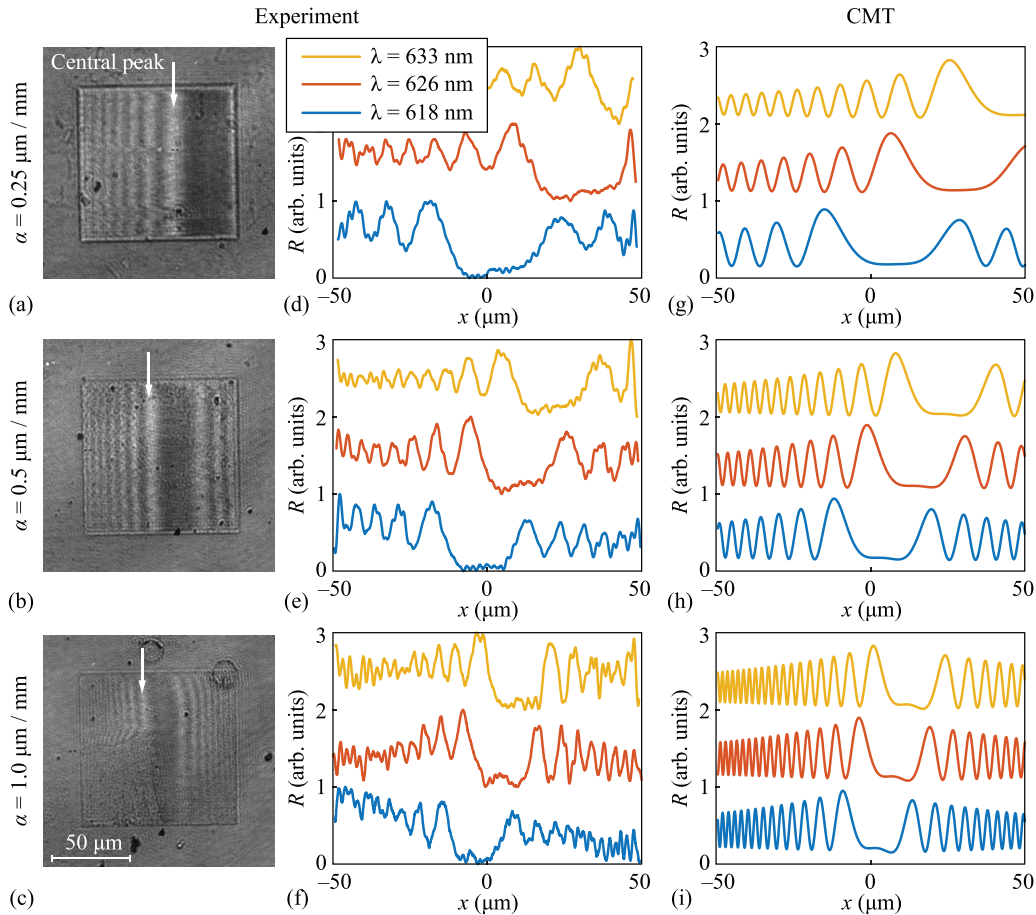 Experiment
CMT
α = 0.25 μm / mm
Central peak
(a)
λ = 633 nm
λ = 626 nm
λ = 618 nm
R (arb. units)
0
1
–50
0
50
x (μm)
(d)
R (arb. units)
0
1
2
3
–50
0
50
x (μm)
(g)
α = 0.5 μm / mm
(b)
R (arb. units)
0
1
2
3
–50
0
50
x (μm)
(e)
R (arb. units)
0
1
2
3
–50
0
50
x (μm)
(h)
α = 1.0 μm / mm
50 μm
(c)
R (arb. units)
0
1
2
3
–50
0
50
x (μm)
(f)
R (arb. units)
0
1
2
3
–50
0
50
x (μm)
(i)